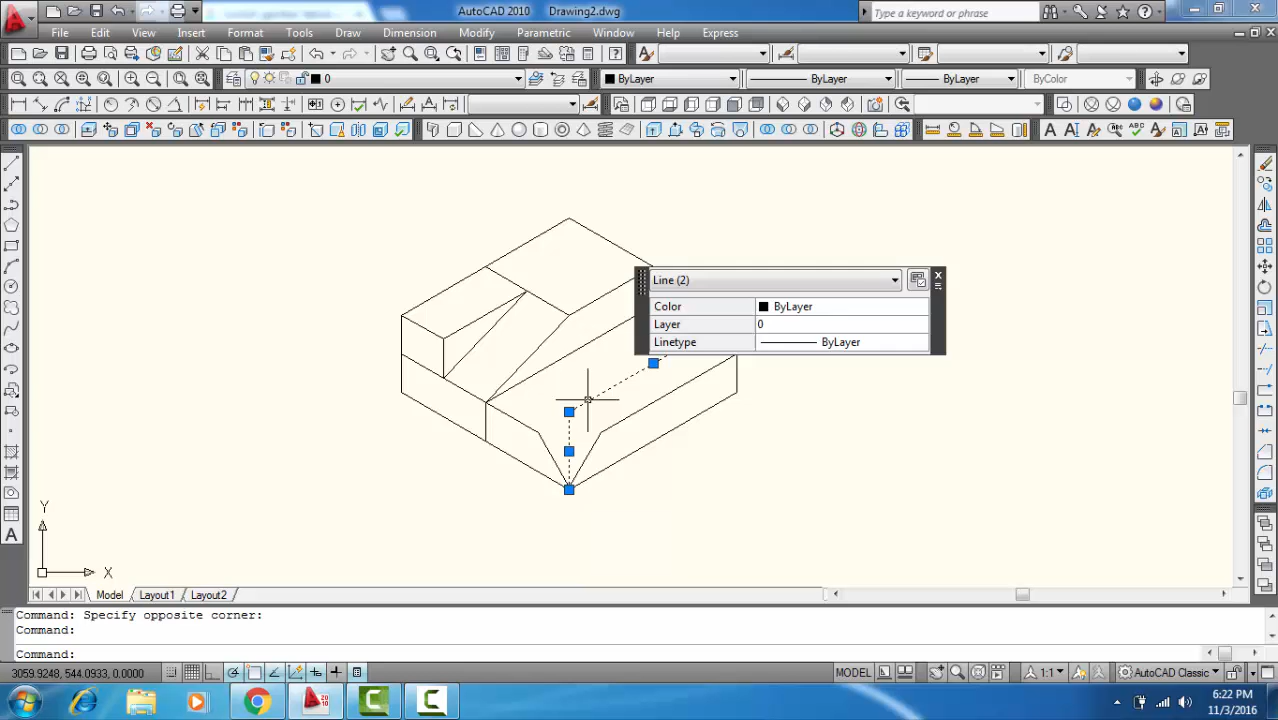 AutoCAD 2010 Drawing2.dwg
Type a keyword or phrase
File Edit View Insert Format Tools Draw Dimension Modify Parametric Window Help Express
0 ByLayer ByLayer ByLayer ByColor
Line (2)
Color ByLayer
Layer 0
Linetype ByLayer
Y
X
Model Layout1 Layout2
Command: Specify opposite corner:
Command:
Command:
3059.9248, 544.0933, 0.0000 MODEL 1:1 AutoCAD Classic
6:22 PM
11/3/2016